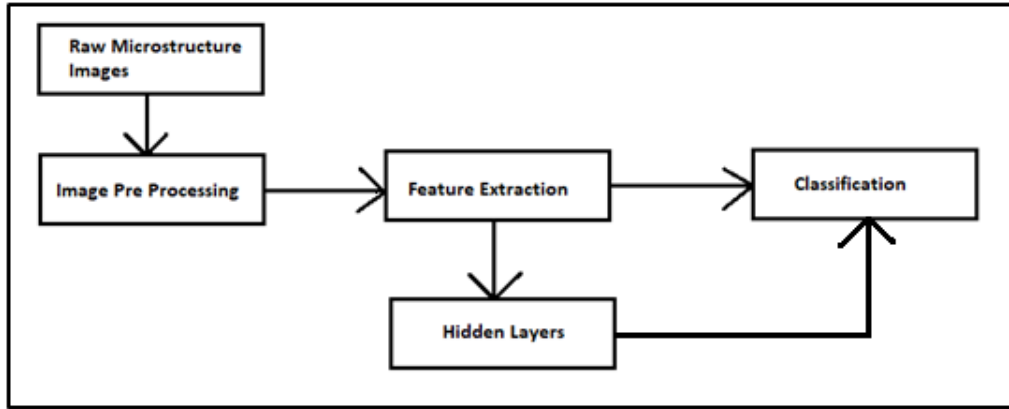 Raw Microstructure
Images
Image Pre Processing
Feature Extraction
Classification
Hidden Layers